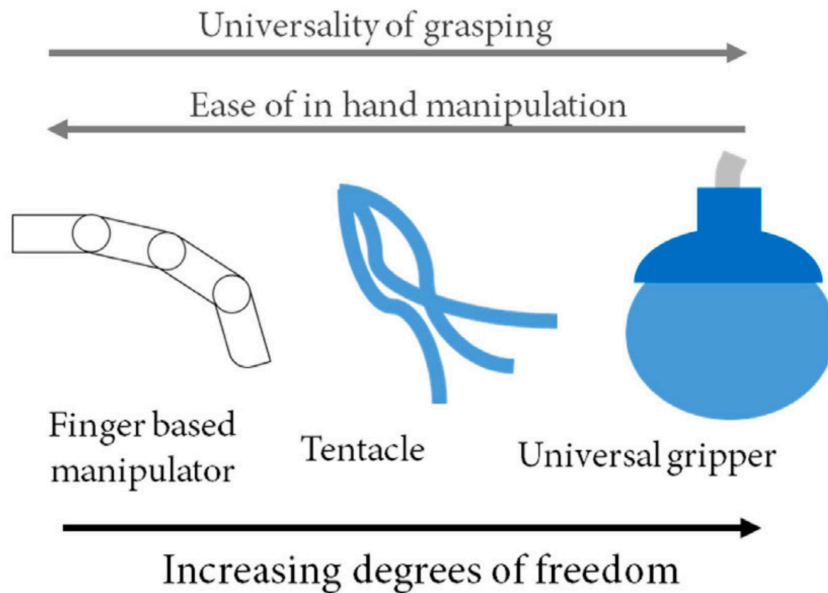 Universality of grasping
Ease of in hand manipulation
Finger based
manipulator
Tentacle
Universal gripper
Increasing degrees of freedom